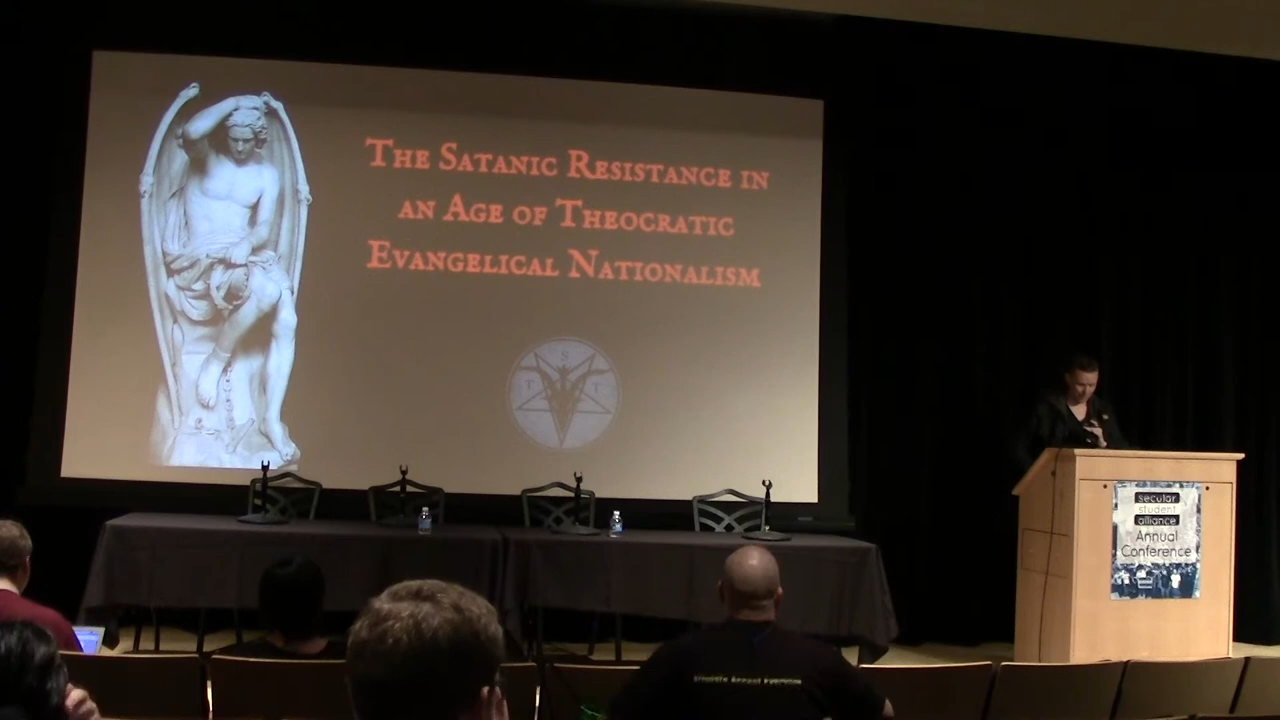 The Satanic Resistance in
an Age of Theocratic
Evangelical Nationalism
S
T T
secular
student
alliance
Annual
Conference